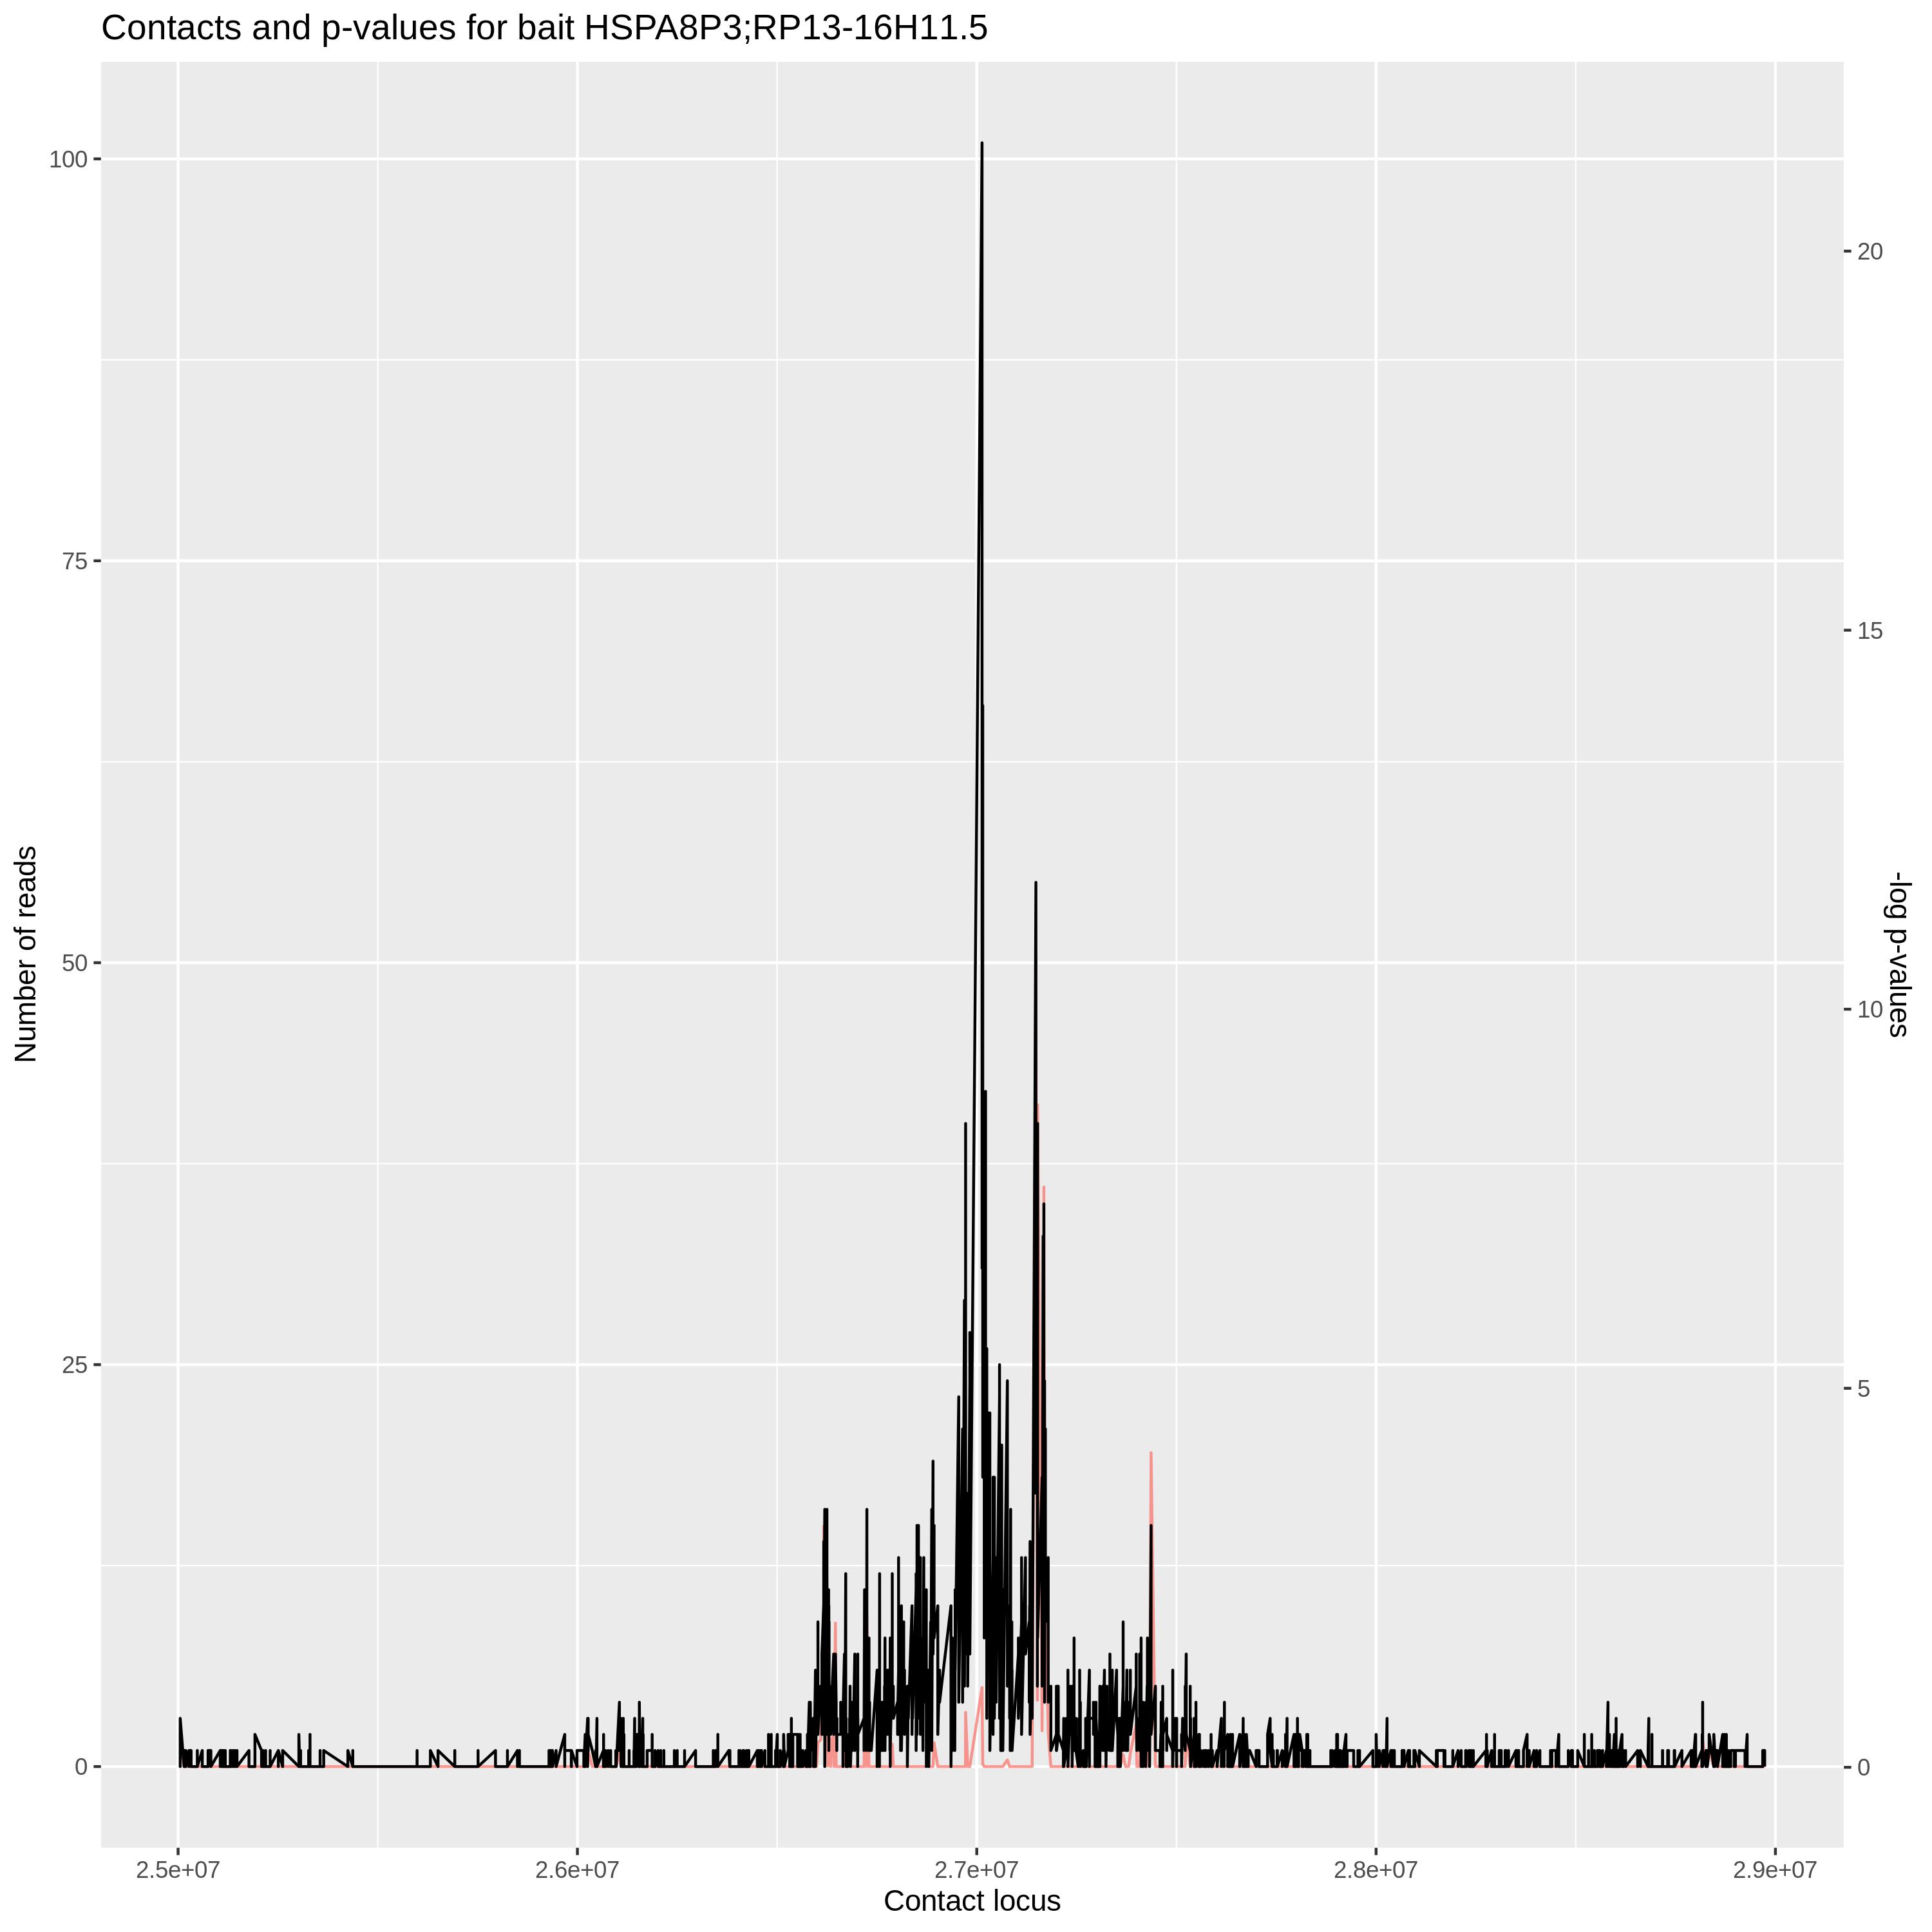 Contacts and p-values for bait HSPA8P3;RP13-16H11.5
100
75
50
25
0
Number of reads
20
15
10
5
0
-log p-values
2.5e+07 2.6e+07 2.7e+07 2.8e+07 2.9e+07
Contact locus